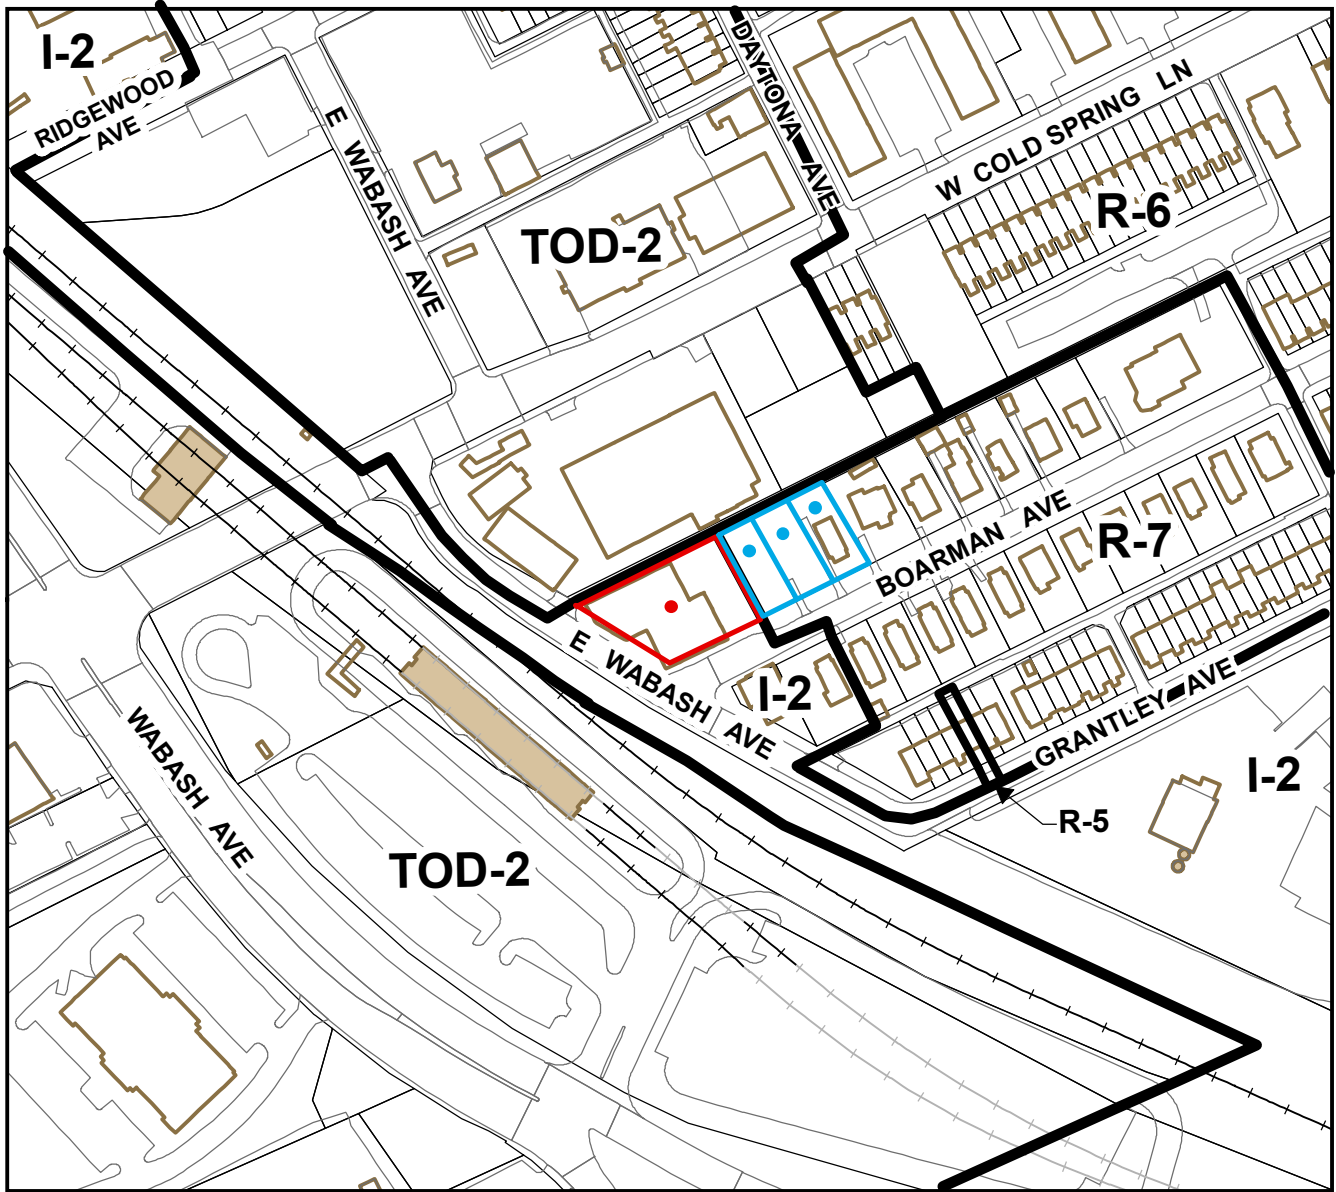 I-2
RIDGEWOOD
AVE
E WABASH AVE
DAYTONA AVE
W COLD SPRING LN
R-6
TOD-2
BOARMAN AVE
R-7
E WABASH AVE
I-2
GRANTLEY AVE
I-2
R-5
WABASH AVE
TOD-2